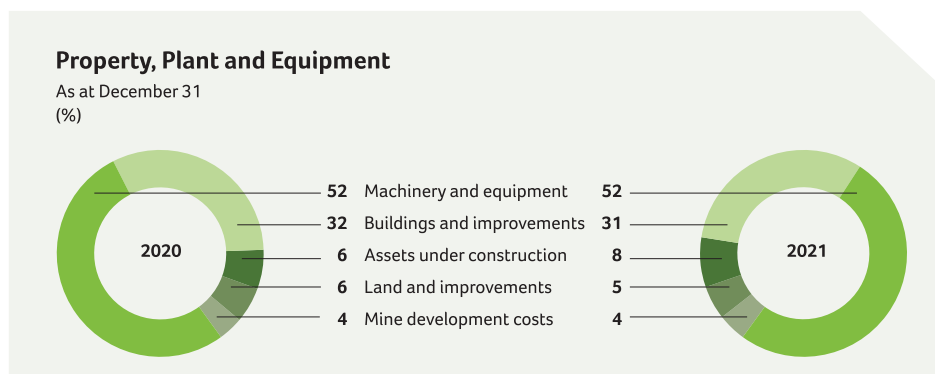 Property, Plant and Equipment
As at December 31
(%)
52 Machinery and equipment 52
32 Buildings and improvements 31
2020 6 Assets under construction 8 2021
6 Land and improvements 5
4 Mine development costs 4